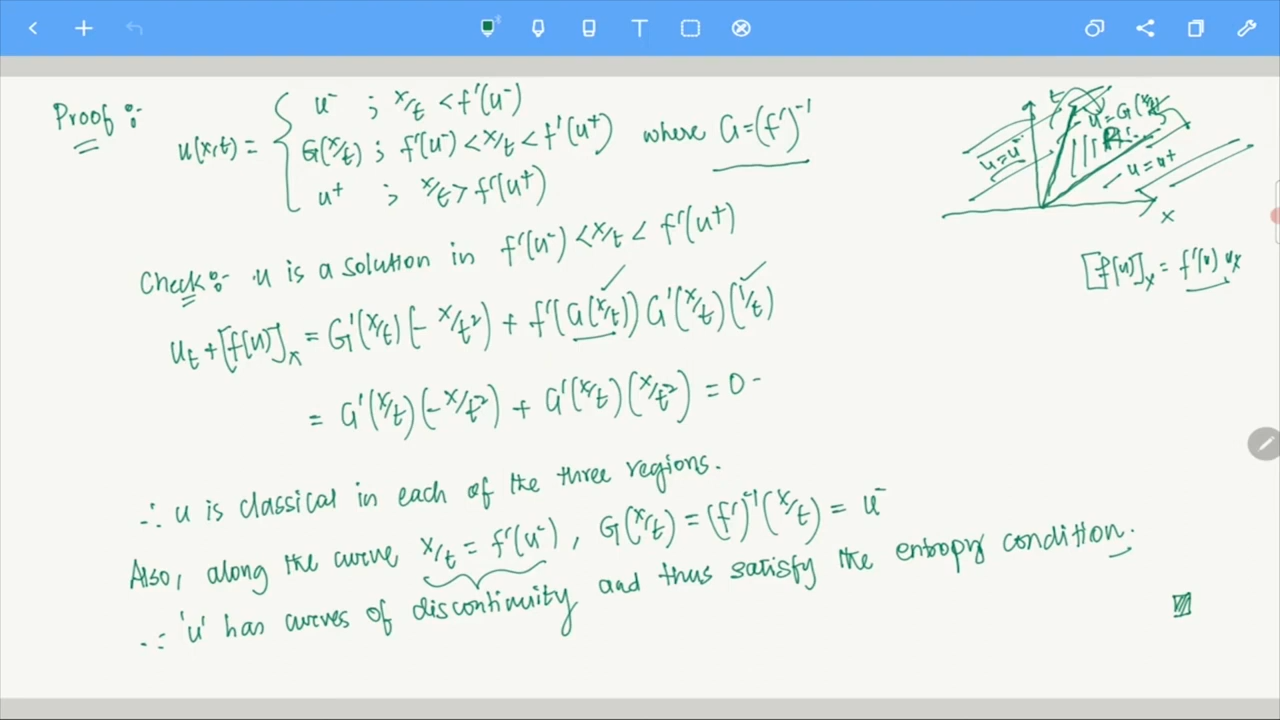 Proof :-
u(x,t) = { u⁻ ; x/t < f'(u⁻)
G(x/t) ; f'(u⁻) < x/t < f'(u⁺) where G = (f')⁻¹
u⁺ ; x/t > f'(u⁺)
Check :- u is a solution in f'(u⁻) < x/t < f'(u⁺)
u_t + [f(u)]_x = G'(x/t)(-x/t²) + f'(G(x/t)) G'(x/t)(1/t)
= G'(x/t)(-x/t²) + G'(x/t)(x/t²) = 0 -
∴ u is classical in each of the three regions.
Also, along the curve x/t = f'(u⁻), G(x/t) = (f')⁻¹(x/t) = u⁻
∴ 'u' has curves of discontinuity and thus satisfy the entropy condition.
t
u = G(x/t)
u = u⁻
u = u⁺
x
[f(u)]_x = f'(u) u_x
T